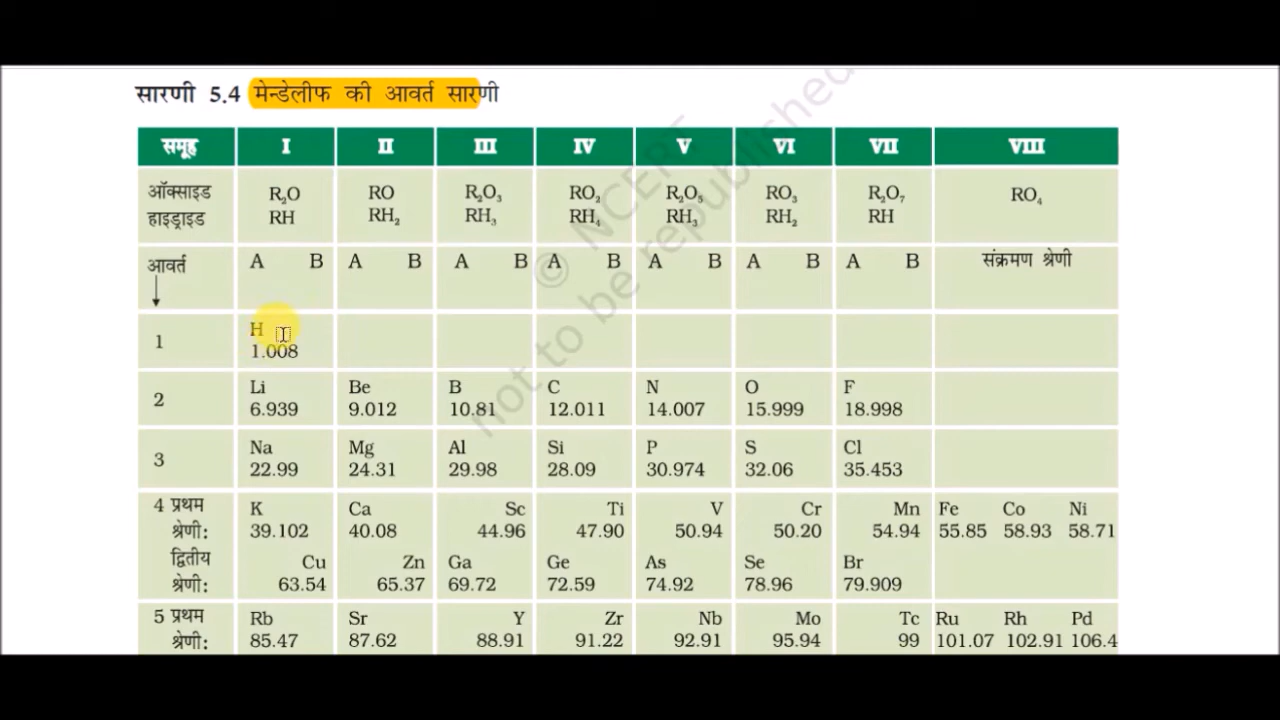 सारणी 5.4 मेन्डेलीफ की आवर्त सारणी
समूह I II III IV V VI VII VIII
ऑक्साइड R₂O RO R₂O₃ RO₂ R₂O₅ RO₃ R₂O₇ RO₄
हाइड्राइड RH RH₂ RH₃ RH₄ RH₃ RH₂ RH
आवर्त A B A B A B A B A B A B A B संक्रमण श्रेणी
1 H
1.008
2 Li Be B C N O F
6.939 9.012 10.81 12.011 14.007 15.999 18.998
3 Na Mg Al Si P S Cl
22.99 24.31 29.98 28.09 30.974 32.06 35.453
4 प्रथम K Ca Sc Ti V Cr Mn Fe Co Ni
श्रेणी: 39.102 40.08 44.96 47.90 50.94 50.20 54.94 55.85 58.93 58.71
द्वितीय Cu Zn Ga Ge As Se Br
श्रेणी: 63.54 65.37 69.72 72.59 74.92 78.96 79.909
5 प्रथम Rb Sr Y Zr Nb Mo Tc Ru Rh Pd
श्रेणी: 85.47 87.62 88.91 91.22 92.91 95.94 99 101.07 102.91 106.4
© NCERT
not to be republished